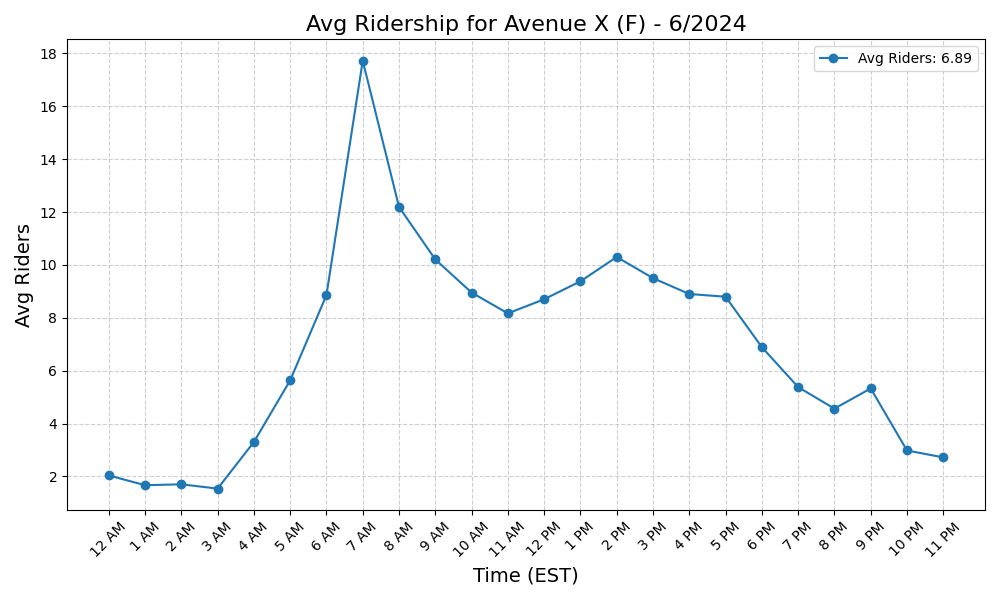 Avg Ridership for Avenue X (F) - 6/2024
Avg Riders: 6.89
Avg Riders
18
16
14
12
10
8
6
4
2
12 AM
1 AM
2 AM
3 AM
4 AM
5 AM
6 AM
7 AM
8 AM
9 AM
10 AM
11 AM
12 PM
1 PM
2 PM
3 PM
4 PM
5 PM
6 PM
7 PM
8 PM
9 PM
10 PM
11 PM
Time (EST)